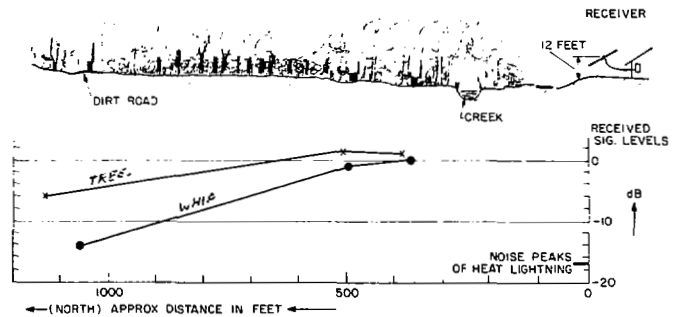 RECEIVER
12 FEET
DIRT ROAD
CREEK
RECEIVED
SIG. LEVELS
TREE
WHIP
0
dB
-10
NOISE PEAKS
OF HEAT LIGHTNING
-20
1000
500
0
(NORTH) APPROX DISTANCE IN FEET